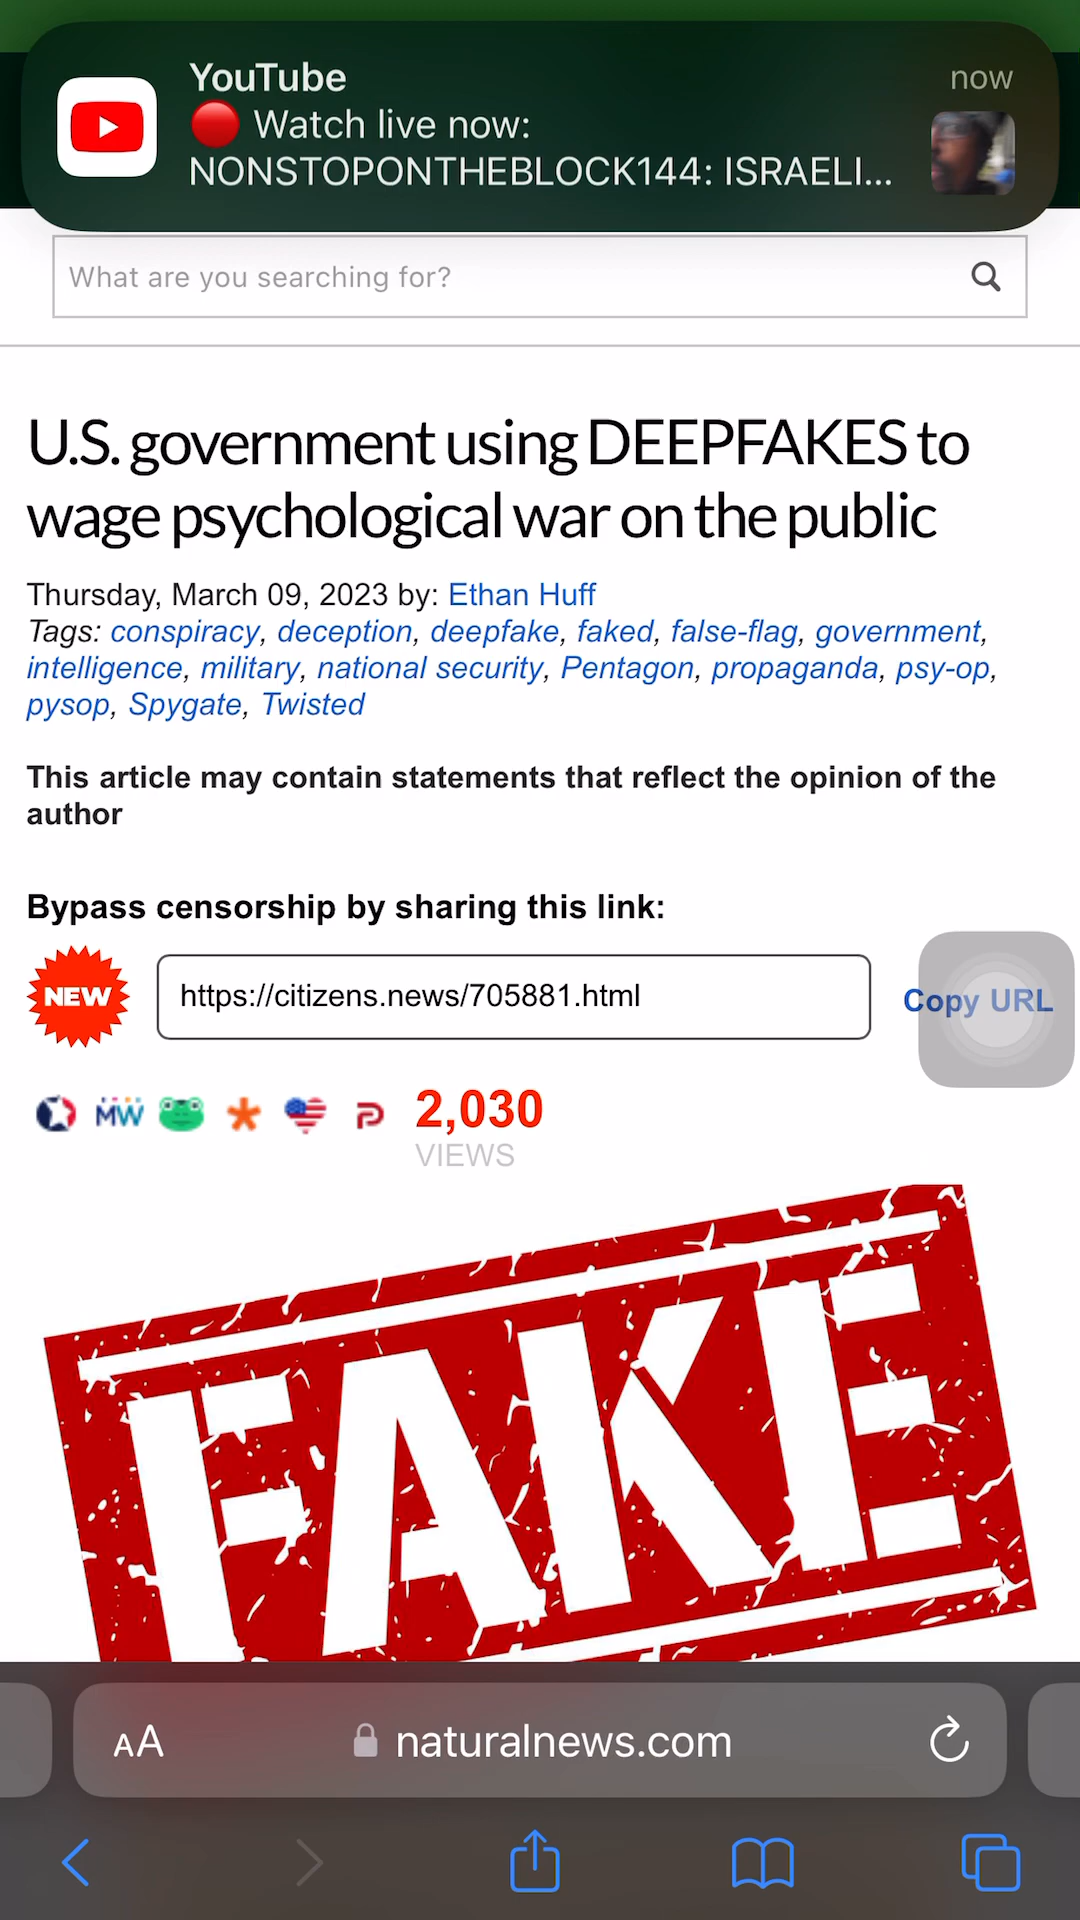 YouTube
now
Watch live now:
NONSTOPONTHEBLOCK144: ISRAELI...
What are you searching for?
U.S. government using DEEPFAKES to
wage psychological war on the public
Thursday, March 09, 2023 by: Ethan Huff
Tags: conspiracy, deception, deepfake, faked, false-flag, government,
intelligence, military, national security, Pentagon, propaganda, psy-op,
pysop, Spygate, Twisted
This article may contain statements that reflect the opinion of the
author
Bypass censorship by sharing this link:
NEW
https://citizens.news/705881.html
Copy URL
MW
2,030
VIEWS
FAKE
AA
naturalnews.com